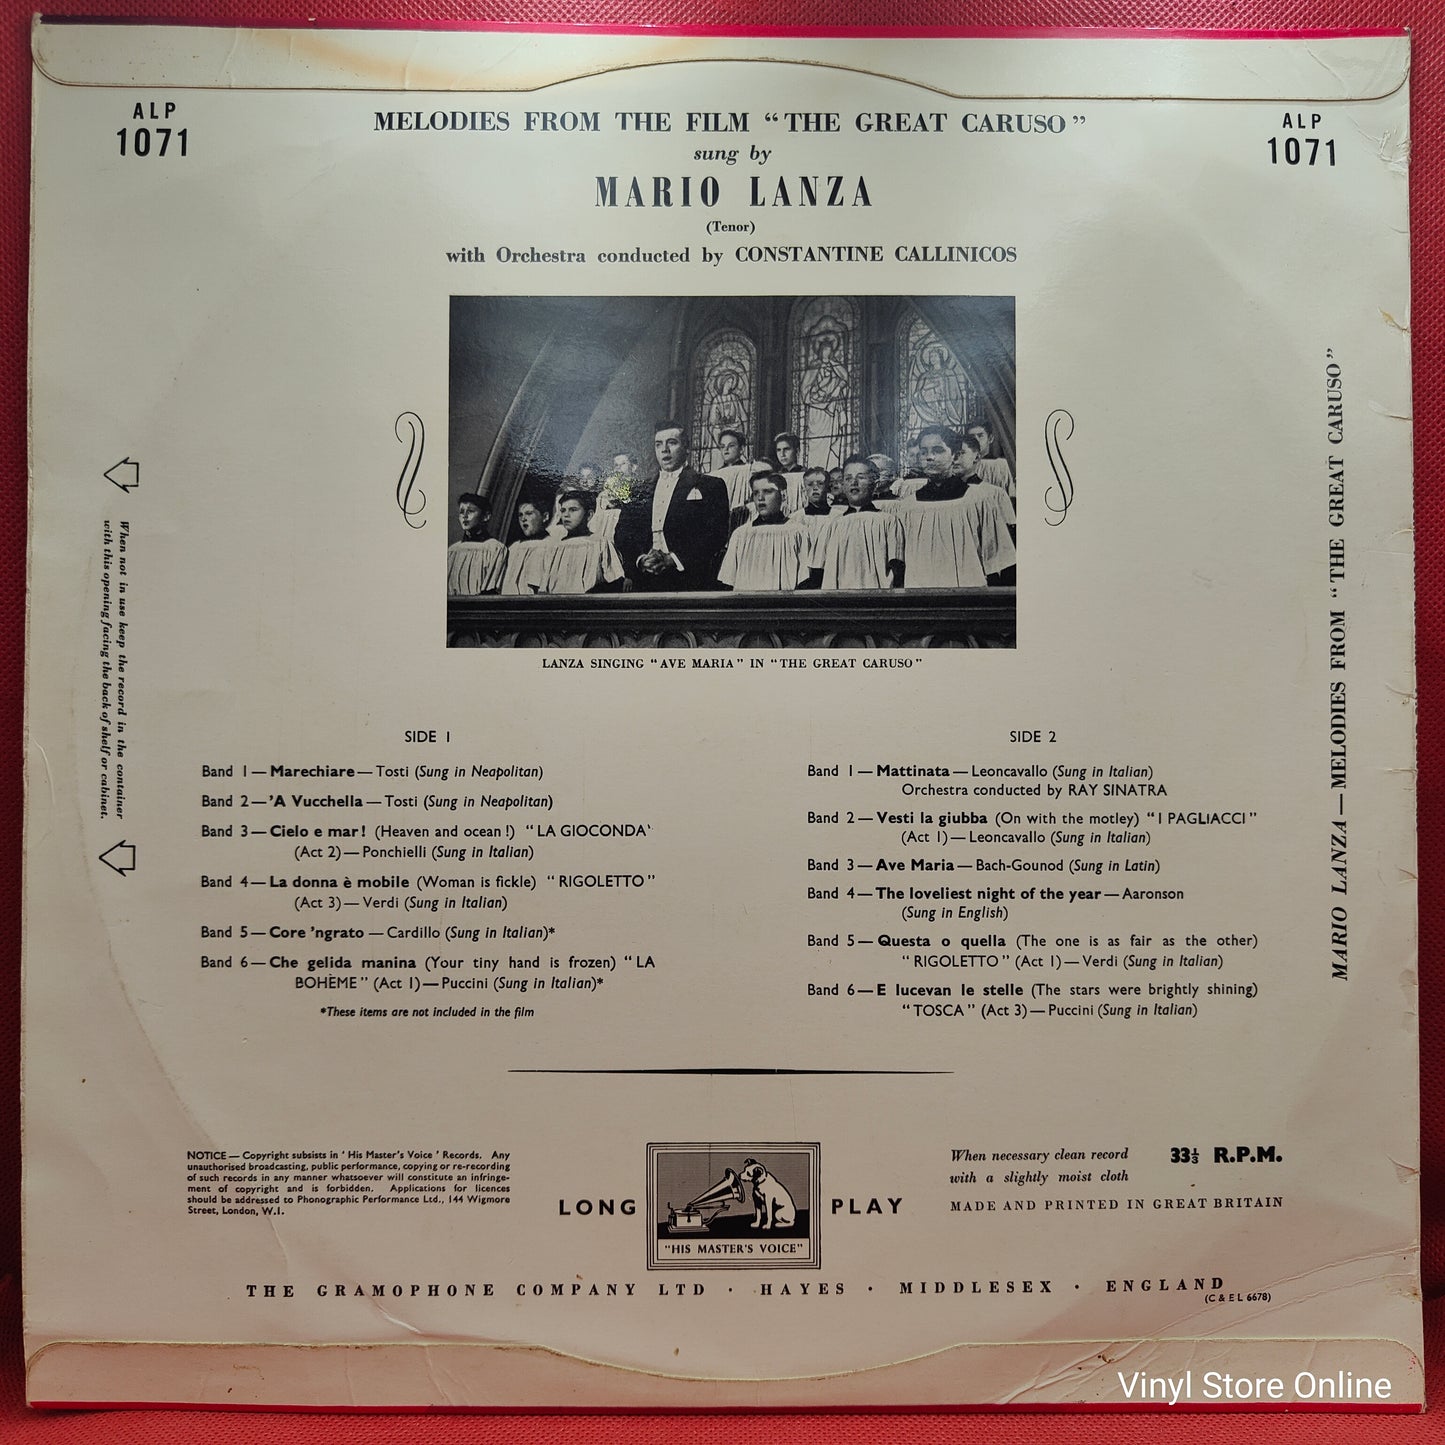 ALP
1071
MELODIES FROM THE FILM “THE GREAT CARUSO”
sung by
MARIO LANZA
(Tenor)
with Orchestra conducted by CONSTANTINE CALLINICOS
ALP
1071
LANZA SINGING “AVE MARIA” IN “THE GREAT CARUSO”
When not in use keep the record in the container
with this opening facing the back of shelf or cabinet.
MARIO LANZA—MELODIES FROM “THE GREAT CARUSO”
SIDE 1
Band 1—Marechiare—Tosti (Sung in Neapolitan)
Band 2—’A Vucchella—Tosti (Sung in Neapolitan)
Band 3—Cielo e mar! (Heaven and ocean!) “LA GIOCONDA’
(Act 2)—Ponchielli (Sung in Italian)
Band 4—La donna è mobile (Woman is fickle) “RIGOLETTO”
(Act 3)—Verdi (Sung in Italian)
Band 5—Core ’ngrato—Cardillo (Sung in Italian)*
Band 6—Che gelida manina (Your tiny hand is frozen) “LA
BOHÈME” (Act 1)—Puccini (Sung in Italian)*
*These items are not included in the film
SIDE 2
Band 1—Mattinata—Leoncavallo (Sung in Italian)
Orchestra conducted by RAY SINATRA
Band 2—Vesti la giubba (On with the motley) “I PAGLIACCI”
(Act 1)—Leoncavallo (Sung in Italian)
Band 3—Ave Maria—Bach-Gounod (Sung in Latin)
Band 4—The loveliest night of the year—Aaronson
(Sung in English)
Band 5—Questa o quella (The one is as fair as the other)
“RIGOLETTO” (Act 1)—Verdi (Sung in Italian)
Band 6—E lucevan le stelle (The stars were brightly shining)
“TOSCA” (Act 3)—Puccini (Sung in Italian)
NOTICE—Copyright subsists in ‘His Master’s Voice’ Records. Any
unauthorised broadcasting, public performance, copying or re-recording
of such records in any manner whatsoever will constitute an infringe-
ment of copyright and is forbidden. Applications for licences
should be addressed to Phonographic Performance Ltd., 144 Wigmore
Street, London, W.1.
LONG PLAY
“HIS MASTER’S VOICE”
When necessary clean record
with a slightly moist cloth
33⅓ R.P.M.
MADE AND PRINTED IN GREAT BRITAIN
THE GRAMOPHONE COMPANY LTD · HAYES · MIDDLESEX · ENGLAND
(C & E L 6678)
Vinyl Store Online